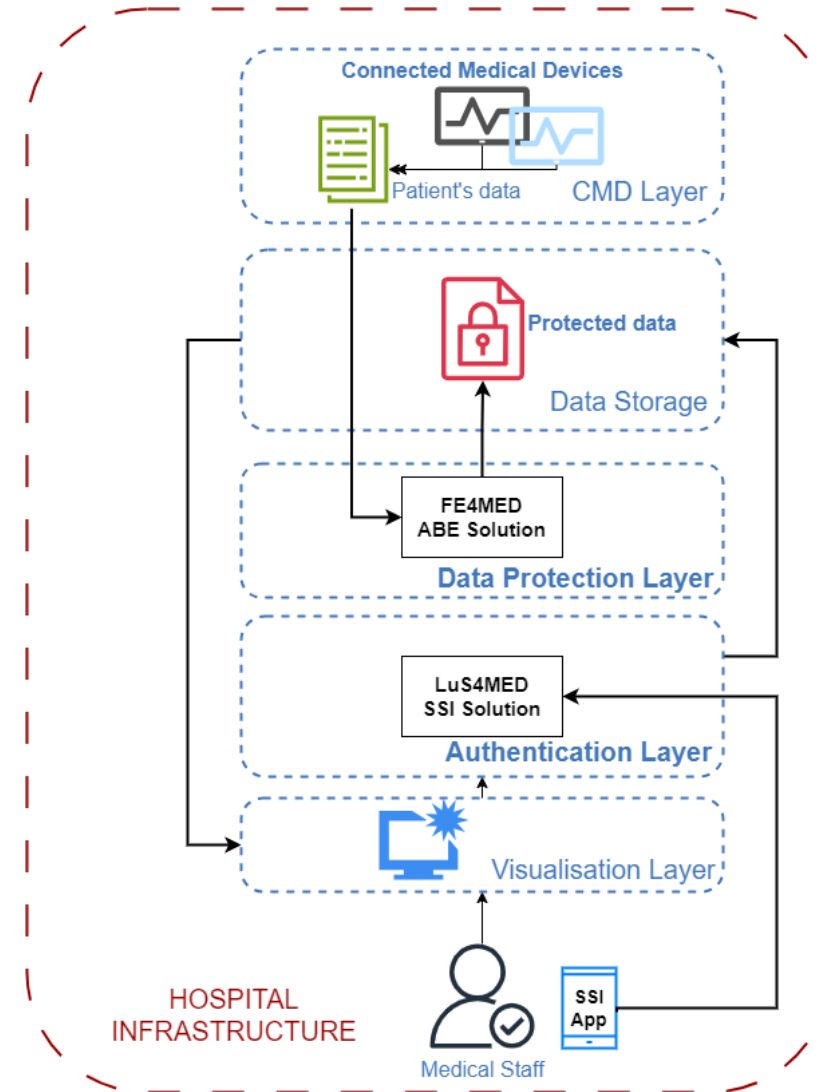 Connected Medical Devices
Patient's data
CMD Layer
Protected data
Data Storage
FE4MED
ABE Solution
Data Protection Layer
LuS4MED
SSI Solution
Authentication Layer
Visualisation Layer
HOSPITAL
INFRASTRUCTURE
SSI
App
Medical Staff